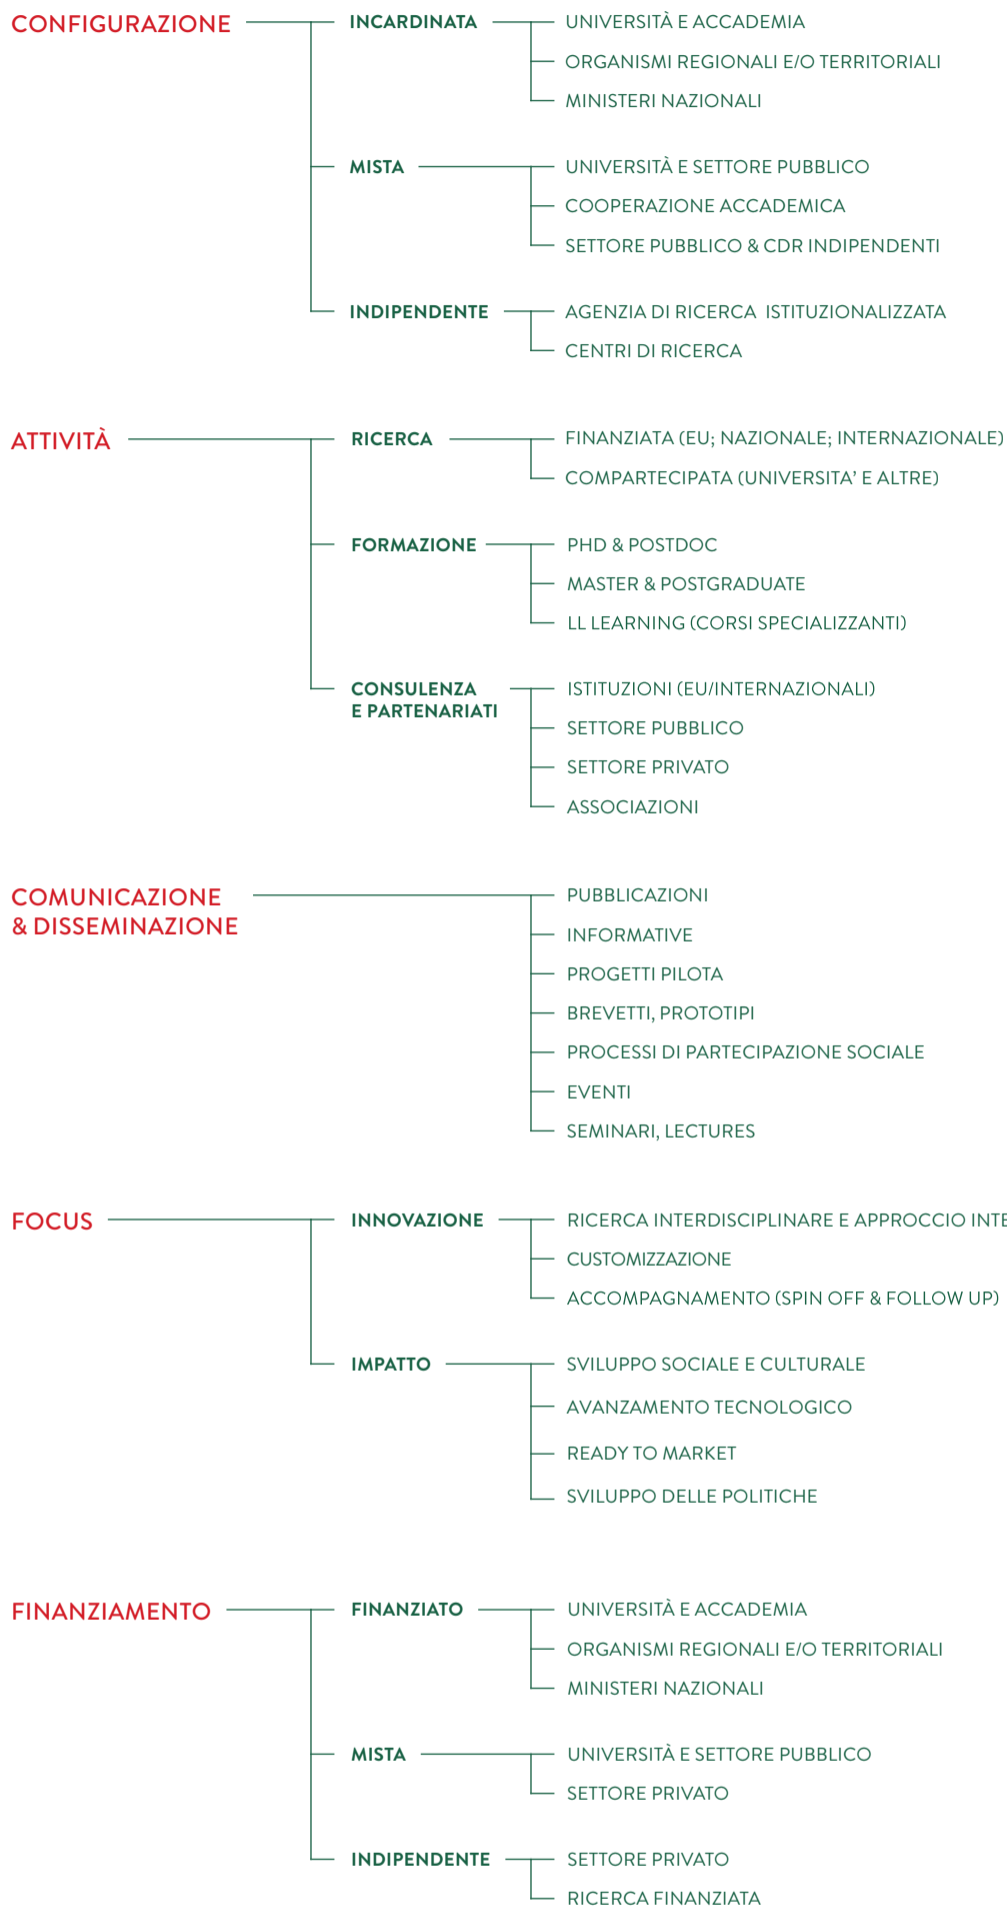 CONFIGURAZIONE
INCARDINATA
UNIVERSITÀ E ACCADEMIA
ORGANISMI REGIONALI E/O TERRITORIALI
MINISTERI NAZIONALI
MISTA
UNIVERSITÀ E SETTORE PUBBLICO
COOPERAZIONE ACCADEMICA
SETTORE PUBBLICO & CDR INDIPENDENTI
INDIPENDENTE
AGENZIA DI RICERCA ISTITUZIONALIZZATA
CENTRI DI RICERCA
ATTIVITÀ
RICERCA
FINANZIATA (EU; NAZIONALE; INTERNAZIONALE)
COMPARTECIPATA (UNIVERSITA' E ALTRE)
FORMAZIONE
PHD & POSTDOC
MASTER & POSTGRADUATE
LL LEARNING (CORSI SPECIALIZZANTI)
CONSULENZA
E PARTENARIATI
ISTITUZIONI (EU/INTERNAZIONALI)
SETTORE PUBBLICO
SETTORE PRIVATO
ASSOCIAZIONI
COMUNICAZIONE
& DISSEMINAZIONE
PUBBLICAZIONI
INFORMATIVE
PROGETTI PILOTA
BREVETTI, PROTOTIPI
PROCESSI DI PARTECIPAZIONE SOCIALE
EVENTI
SEMINARI, LECTURES
FOCUS
INNOVAZIONE
RICERCA INTERDISCIPLINARE E APPROCCIO
CUSTOMIZZAZIONE
ACCOMPAGNAMENTO (SPIN OFF & FOLLOW UP)
IMPATTO
SVILUPPO SOCIALE E CULTURALE
AVANZAMENTO TECNOLOGICO
READY TO MARKET
SVILUPPO DELLE POLITICHE
FINANZIAMENTO
FINANZIATO
UNIVERSITÀ E ACCADEMIA
ORGANISMI REGIONALI E/O TERRITORIALI
MINISTERI NAZIONALI
MISTA
UNIVERSITÀ E SETTORE PUBBLICO
SETTORE PRIVATO
INDIPENDENTE
SETTORE PRIVATO
RICERCA FINANZIATA